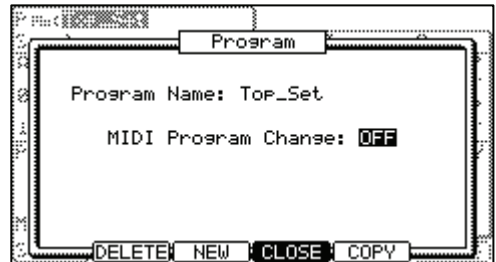 Program
Program Name: Top_Set
MIDI Program Change: OFF
DELETE NEW CLOSE COPY